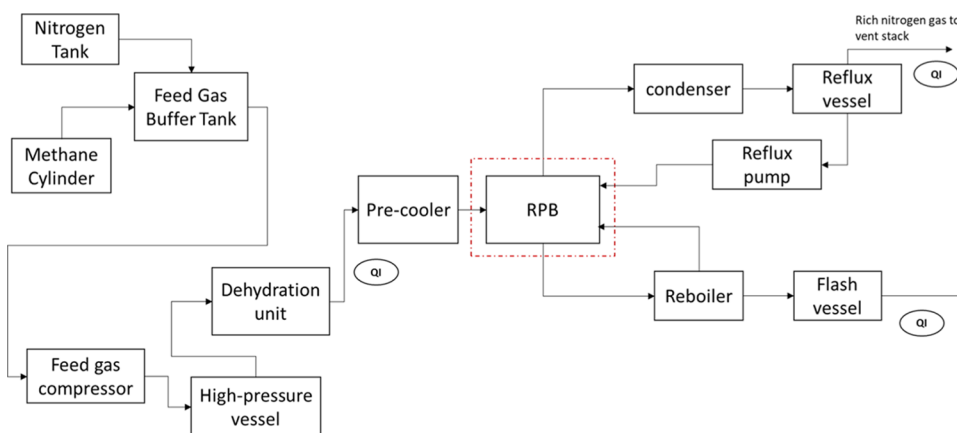 Nitrogen
Tank
Feed Gas
Buffer Tank
Methane
Cylinder
Feed gas
compressor
High-pressure
vessel
Dehydration
unit
QI
Pre-cooler
RPB
condenser
Reflux
vessel
Rich nitrogen gas to
vent stack
QI
Reflux
pump
Reboiler
Flash
vessel
QI